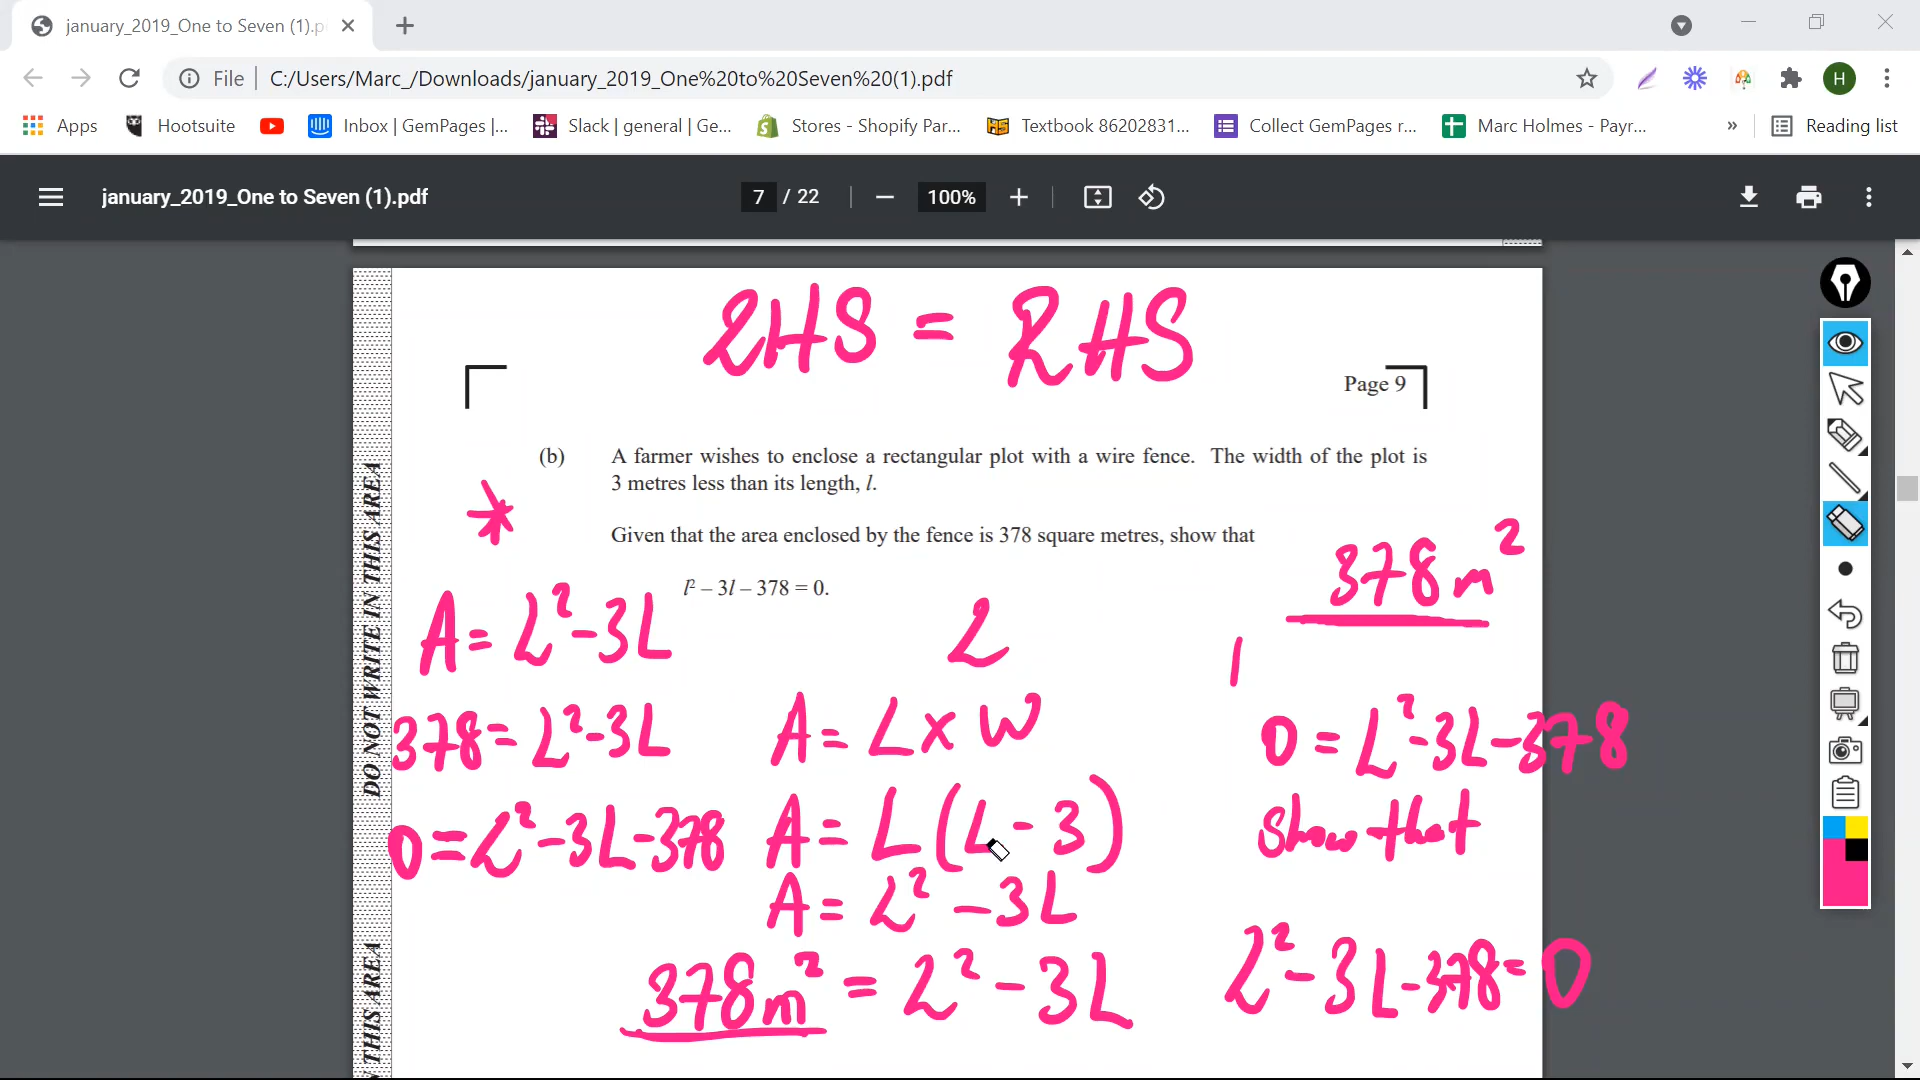 january_2019_One to Seven (1).p
File C:/Users/Marc_/Downloads/january_2019_One%20to%20Seven%20(1).pdf
H
Apps Hootsuite Inbox | GemPages |... Slack | general | Ge... Stores - Shopify Par... Textbook 86202831... Collect GemPages r... Marc Holmes - Payr... » Reading list
january_2019_One to Seven (1).pdf 7 / 22 100%
LHS = RHS
Page 9
(b) A farmer wishes to enclose a rectangular plot with a wire fence. The width of the plot is
3 metres less than its length, l.
Given that the area enclosed by the fence is 378 square metres, show that
378m²
l² – 3l – 378 = 0.
A = L² - 3L
L
A = L x W
378 = L² - 3L
0 = L² - 3L - 378
A = L (L - 3)
0 = L² - 3L - 378
Show that
A = L² - 3L
378m² = L² - 3L
L² - 3L - 378 = 0
DO NOT WRITE IN THIS AREA
THIS AREA